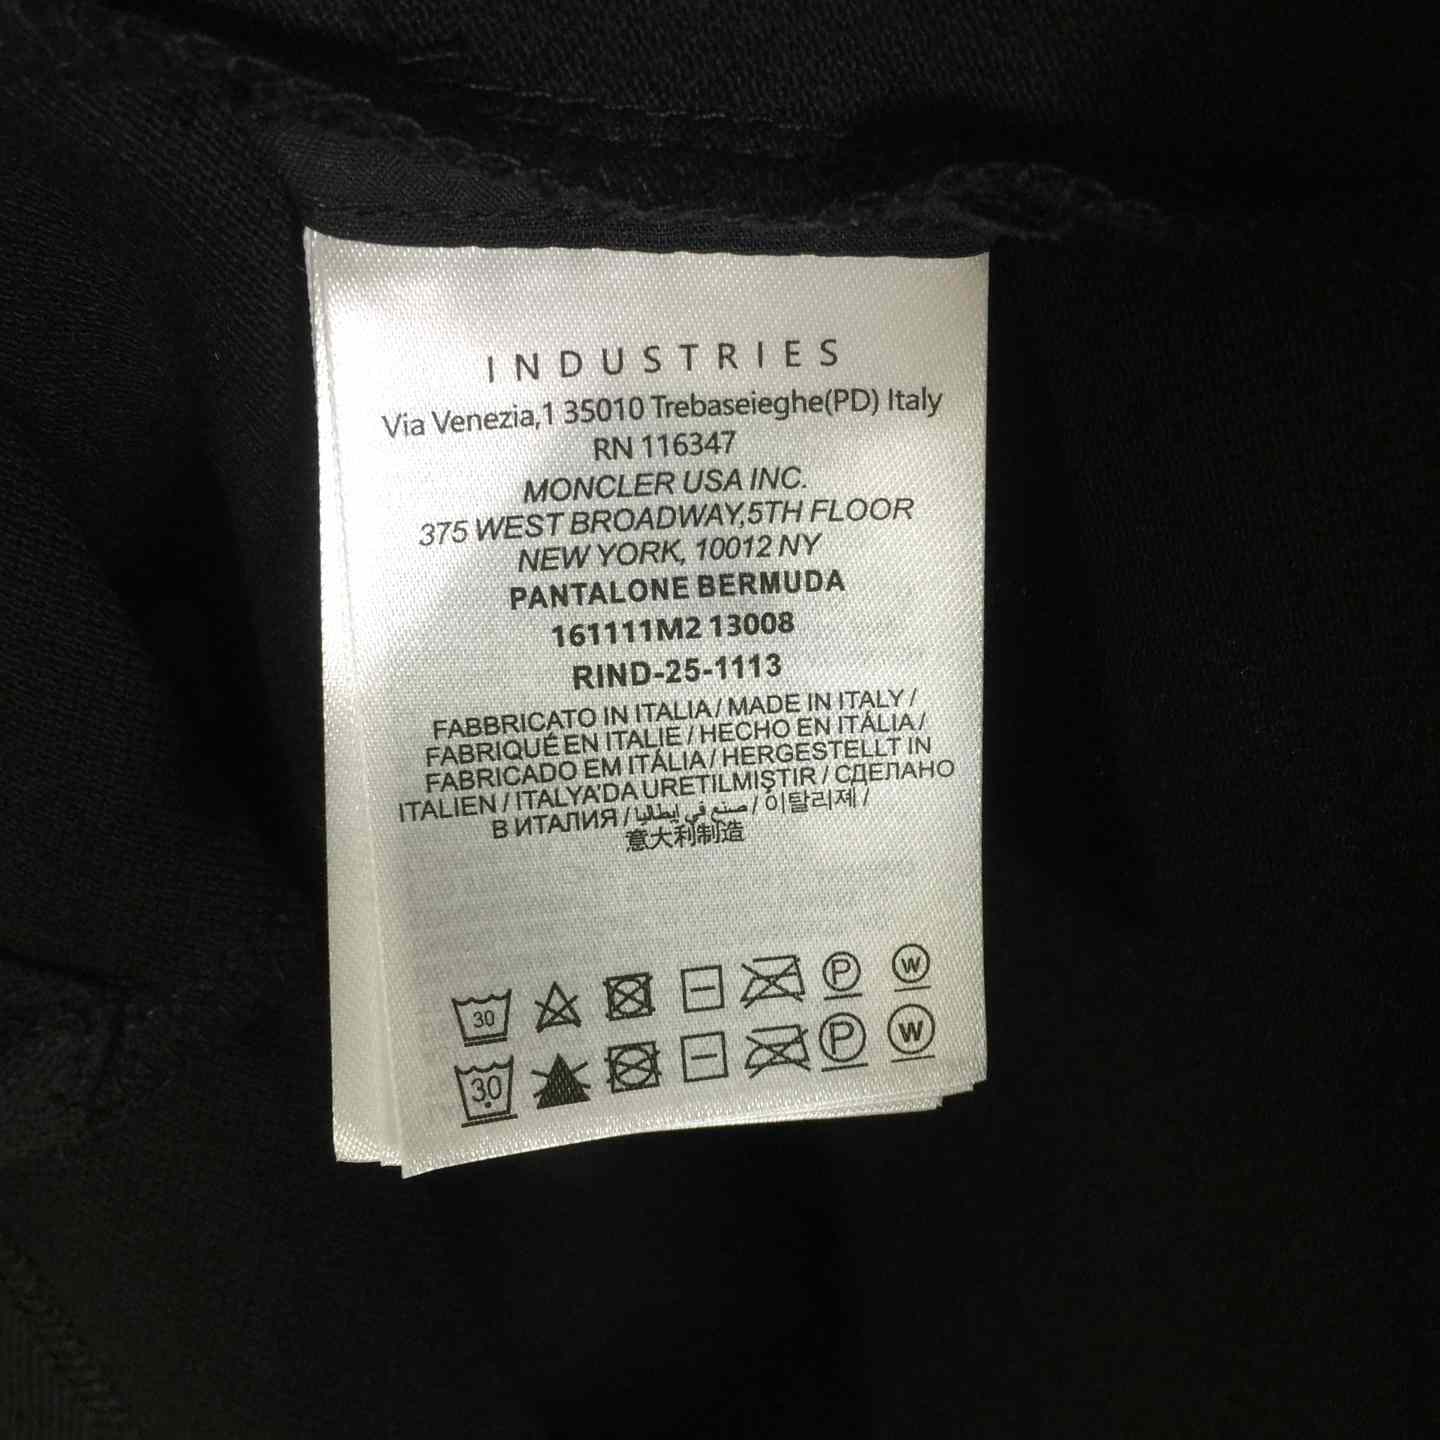 INDUSTRIES
Via Venezia,1 35010 Trebaseieghe(PD) Italy
RN 116347
MONCLER USA INC.
375 WEST BROADWAY,5TH FLOOR
NEW YORK, 10012 NY
PANTALONE BERMUDA
161111M2 13008
RIND-25-1113
FABBRICATO IN ITALIA / MADE IN ITALY /
FABRIQUÉ EN ITALIE / HECHO EN ITÁLIA /
FABRICADO EM ITÁLIA / HERGESTELLT IN
ITALIEN / ITALYA'DA URETILMIŞTIR / СДЕЛАНО
В ИТАЛИЯ / صنع في إيطاليا / 이탈리제 /
意大利制造
30 P W
30 P W